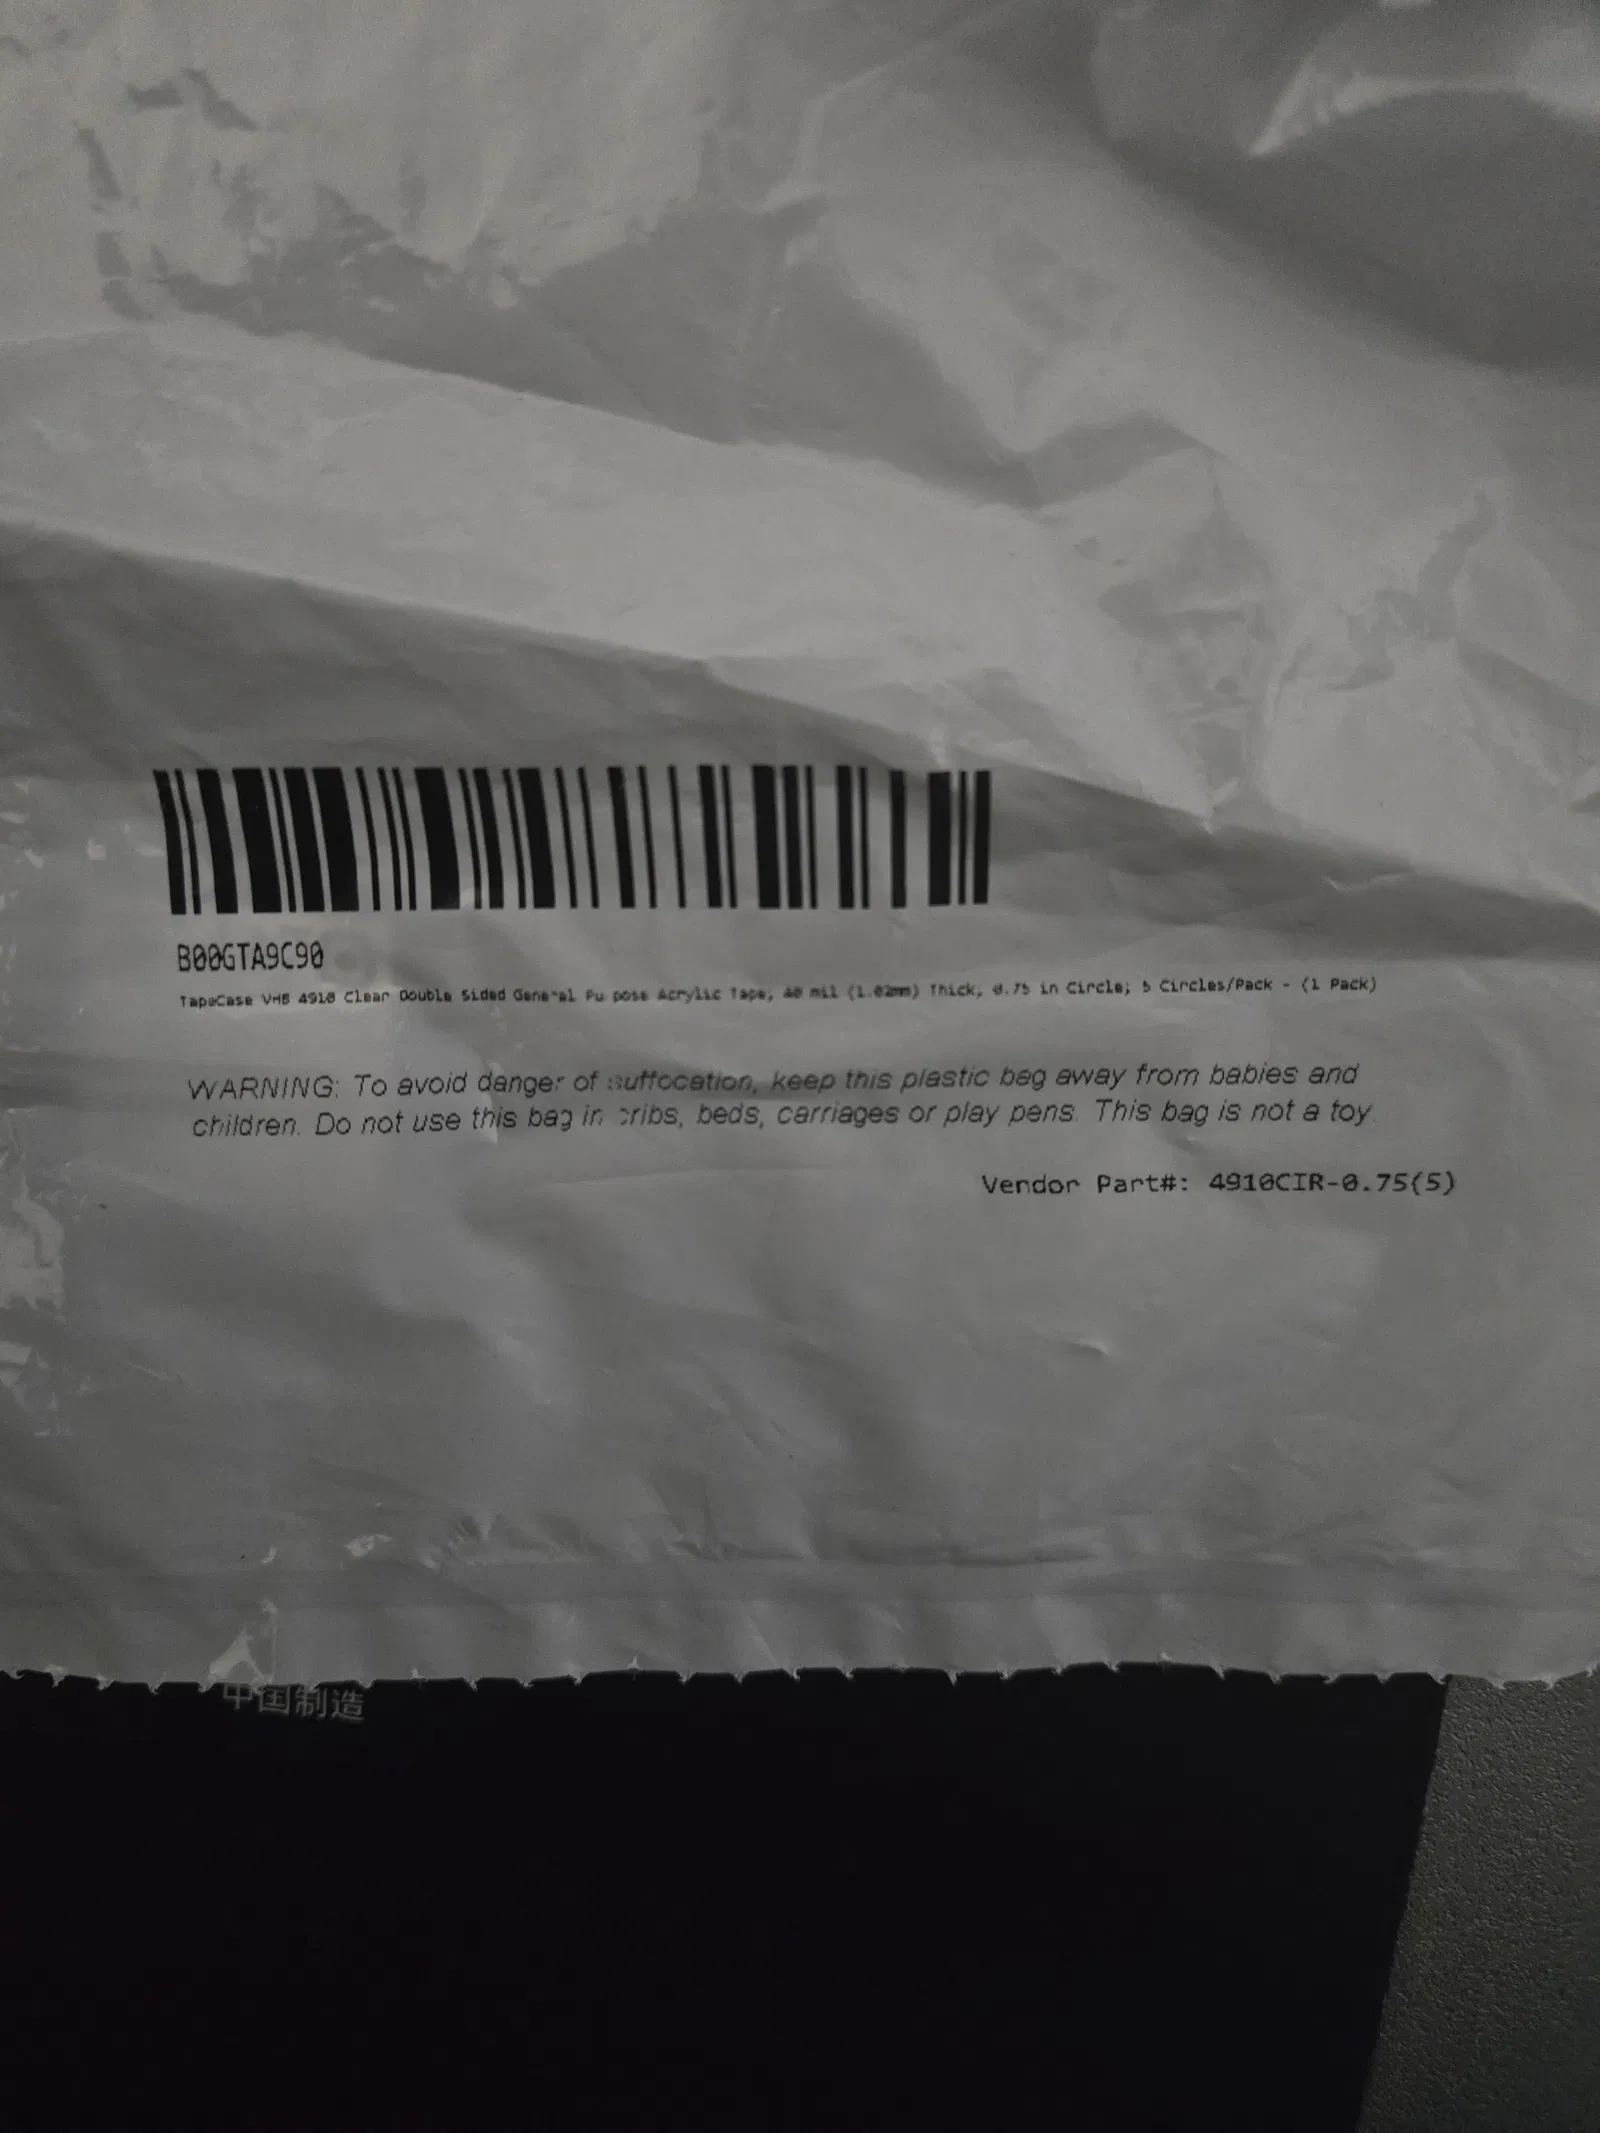 B00GTA9C90
TapeCase VHB 4910 Clear Double Sided General Purpose Acrylic Tape, 40 mil (1.02mm) Thick, 0.75 in Circle; 5 Circles/Pack - (1 Pack)
WARNING: To avoid danger of suffocation, keep this plastic bag away from babies and
children. Do not use this bag in cribs, beds, carriages or play pens. This bag is not a toy.
Vendor Part#: 4910CIR-0.75(5)
中国制造